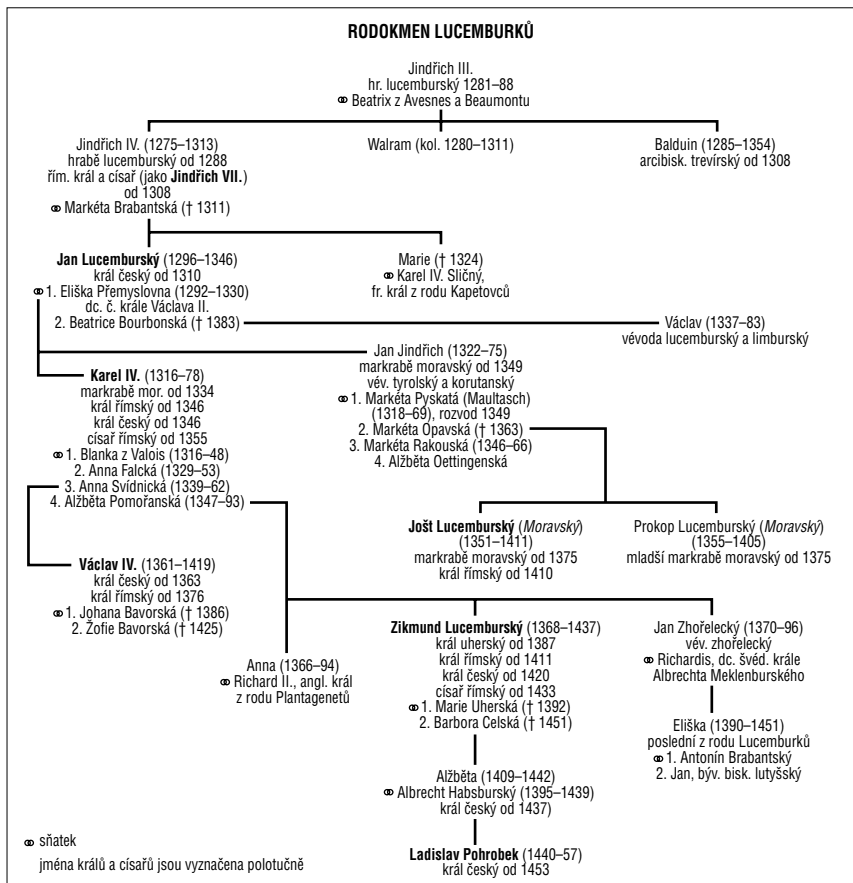 RODOKMEN LUCEMBURKŮ
Jindřich III.
hr. lucemburský 1281–88
⚭ Beatrix z Avesnes a Beaumontu
Jindřich IV. (1275–1313)
hrabě lucemburský od 1288
řím. král a císař (jako Jindřich VII.)
od 1308
⚭ Markéta Brabantská († 1311)
Walram (kol. 1280–1311)
Balduin (1285–1354)
arcibisk. trevírský od 1308
Jan Lucemburský (1296–1346)
král český od 1310
⚭ 1. Eliška Přemyslovna (1292–1330)
dc. č. krále Václava II.
2. Beatrice Bourbonská († 1383)
Marie († 1324)
⚭ Karel IV. Sličný,
fr. král z rodu Kapetovců
Václav (1337–83)
vévoda lucemburský a limburský
Karel IV. (1316–78)
markrabě mor. od 1334
král římský od 1346
král český od 1346
císař římský od 1355
⚭ 1. Blanka z Valois (1316–48)
2. Anna Falcká (1329–53)
3. Anna Svídnická (1339–62)
4. Alžběta Pomořanská (1347–93)
Jan Jindřich (1322–75)
markrabě moravský od 1349
vév. tyrolský a korutanský
⚭ 1. Markéta Pyskatá (Maultasch)
(1318–69), rozvod 1349
2. Markéta Opavská († 1363)
3. Markéta Rakouská (1346–66)
4. Alžběta Oettingenská
Jošt Lucemburský (Moravský)
(1351–1411)
markrabě moravský od 1375
král římský od 1410
Prokop Lucemburský (Moravský)
(1355–1405)
mladší markrabě moravský od 1375
Václav IV. (1361–1419)
král český od 1363
král římský od 1376
⚭ 1. Johana Bavorská († 1386)
2. Žofie Bavorská († 1425)
Anna (1366–94)
⚭ Richard II., angl. král
z rodu Plantagenetů
Zikmund Lucemburský (1368–1437)
král uherský od 1387
král římský od 1411
král český od 1420
císař římský od 1433
⚭ 1. Marie Uherská († 1392)
2. Barbora Celská († 1451)
Jan Zhořelecký (1370–96)
vév. zhořelecký
⚭ Richardis, dc. švéd. krále
Albrechta Meklenburského
Eliška (1390–1451)
poslední z rodu Lucemburků
⚭ 1. Antonín Brabantský
2. Jan, býv. bisk. lutyšský
Alžběta (1409–1442)
⚭ Albrecht Habsburský (1395–1439)
král český od 1437)
Ladislav Pohrobek (1440–57)
král český od 1453
⚭ sňatek
jména králů a císařů jsou vyznačena polotučně